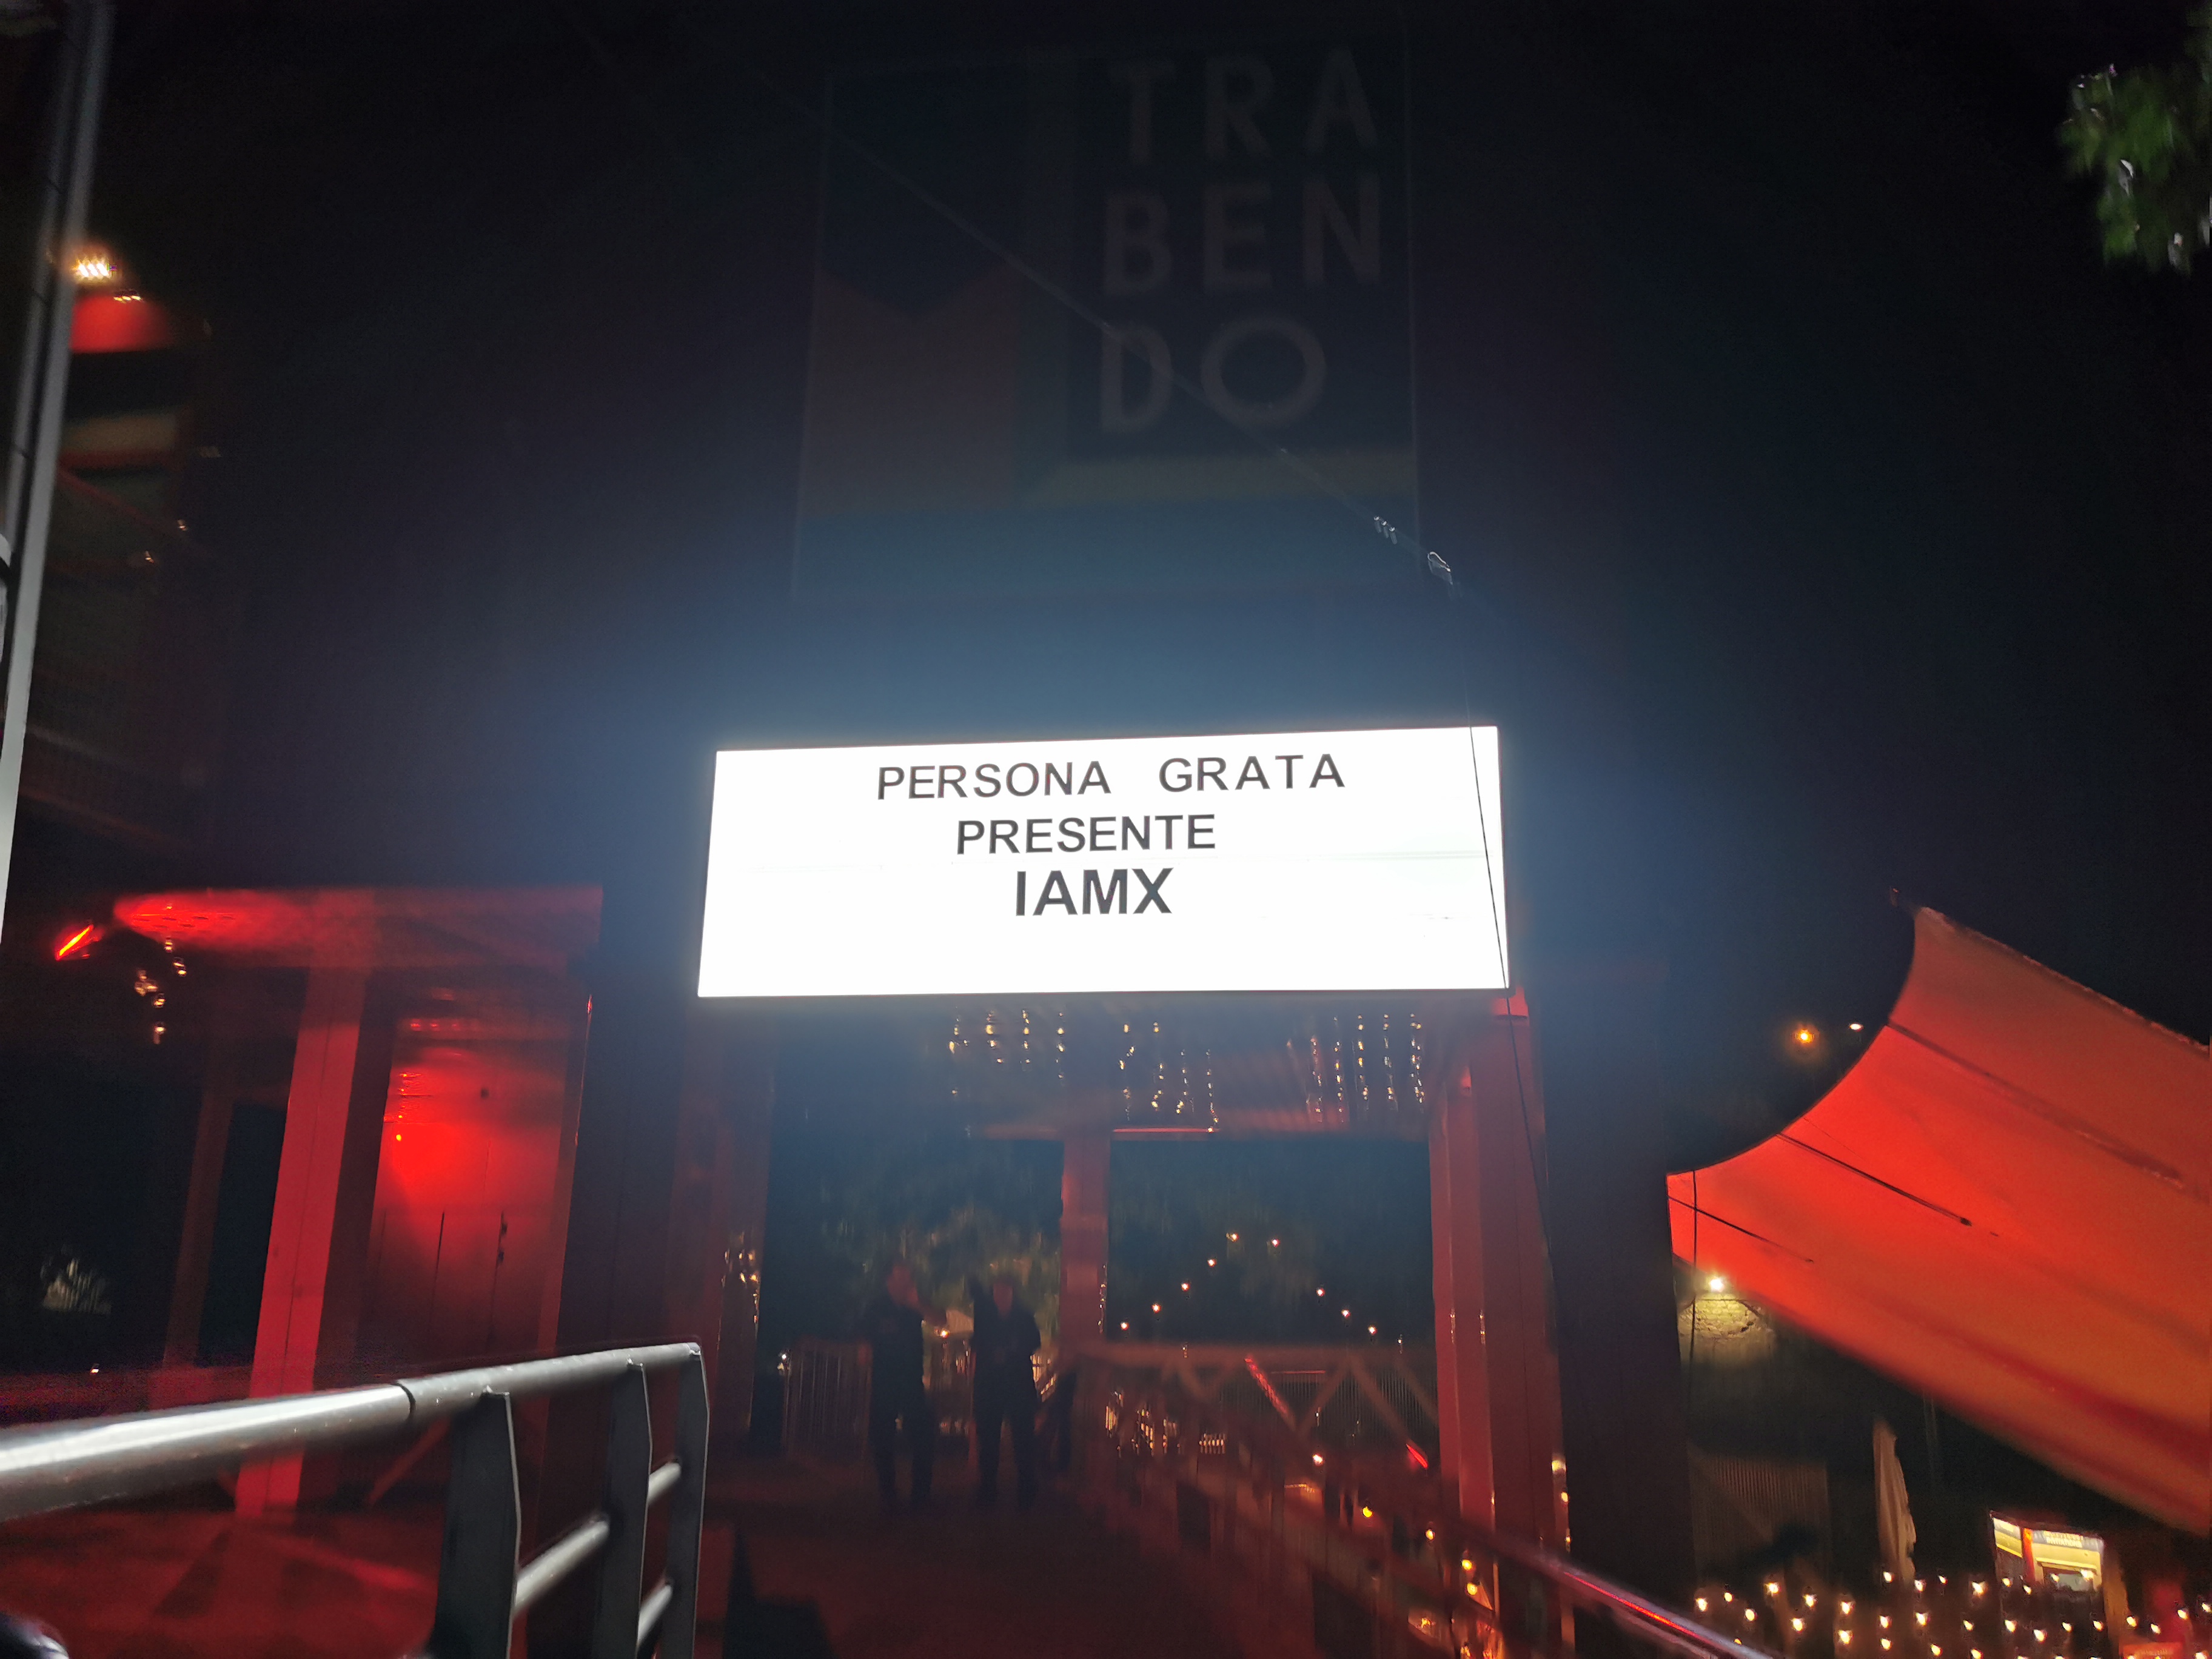 TRA
BEN
DO
PERSONA GRATA
PRESENTE
IAMX